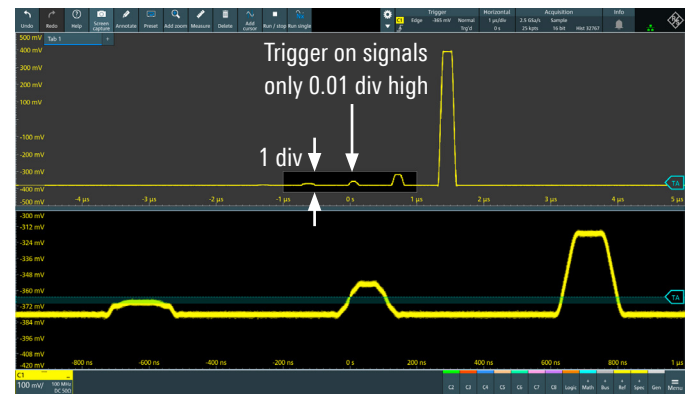 Undo Redo Help Screen capture Annotate Preset Add zoom Search Measure Delete Add cursor Run / stop Run single
Trigger Horizontal Acquisition Info
C1 Edge -365 mV Normal 1 µs/div 2.5 GSa/s Sample
Trig'd 0 s 25 kpts 16 bit Hist 32767
500 mV Tab 1 +
400 mV
300 mV
200 mV
100 mV
-100 mV
-200 mV
-300 mV
-400 mV
-500 mV
Trigger on signals
only 0.01 div high
1 div
TA
-4 µs -3 µs -2 µs -1 µs 0 s 1 µs 2 µs 3 µs 4 µs 5 µs
-300 mV
-312 mV
-324 mV
-336 mV
-348 mV
-360 mV
-372 mV
-384 mV
-396 mV
-408 mV
-420 mV
TA
-800 ns -600 ns -400 ns -200 ns 0 s 200 ns 400 ns 600 ns 800 ns 1 µs
C1
100 mV/ 100 MHz
DC 50Ω
C2 C3 C4 C5 C6 C7 C8 Logic Math Bus Ref Spec Gen Menu